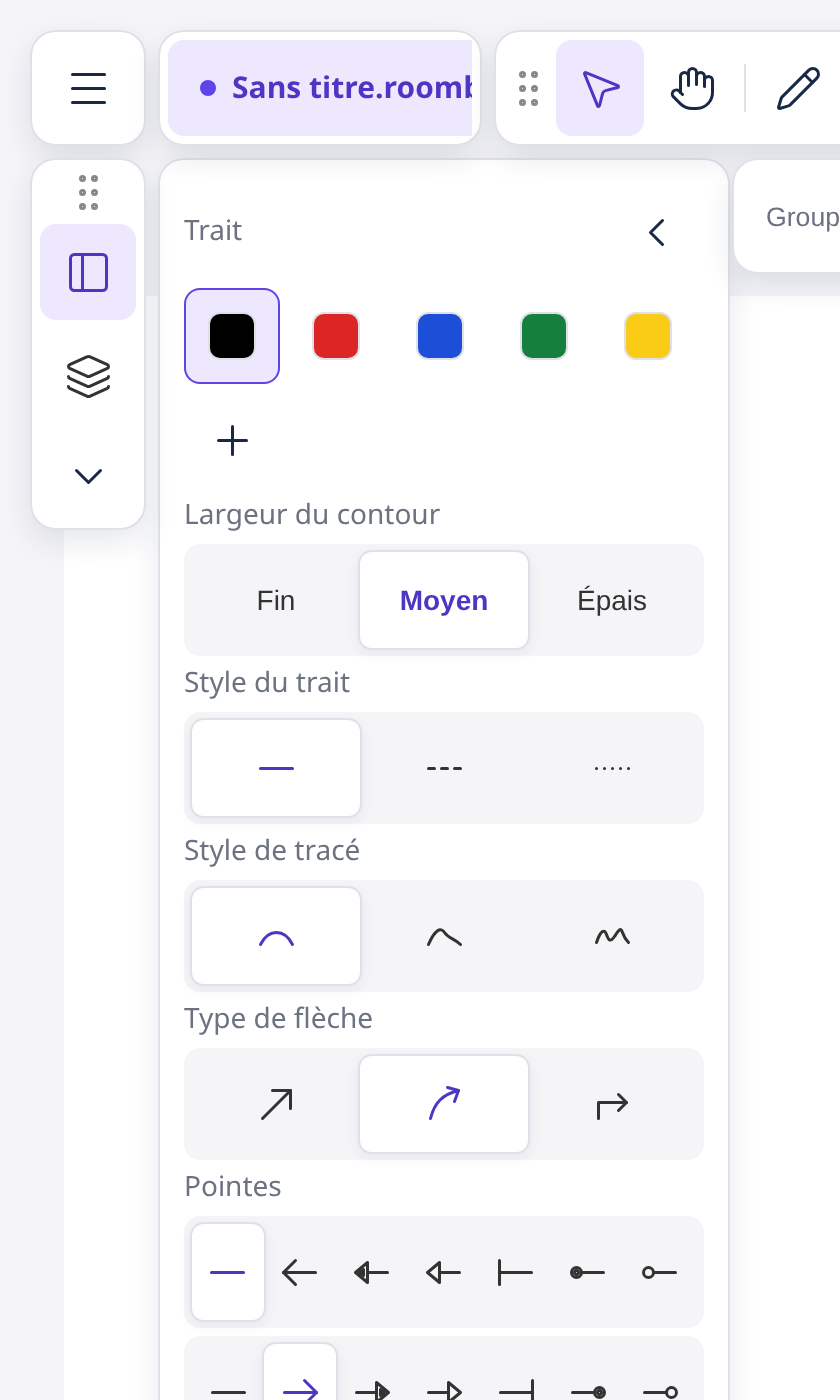 Sans titre.roomb
Group
Trait
Largeur du contour
Fin Moyen Épais
Style du trait
Style de tracé
Type de flèche
Pointes